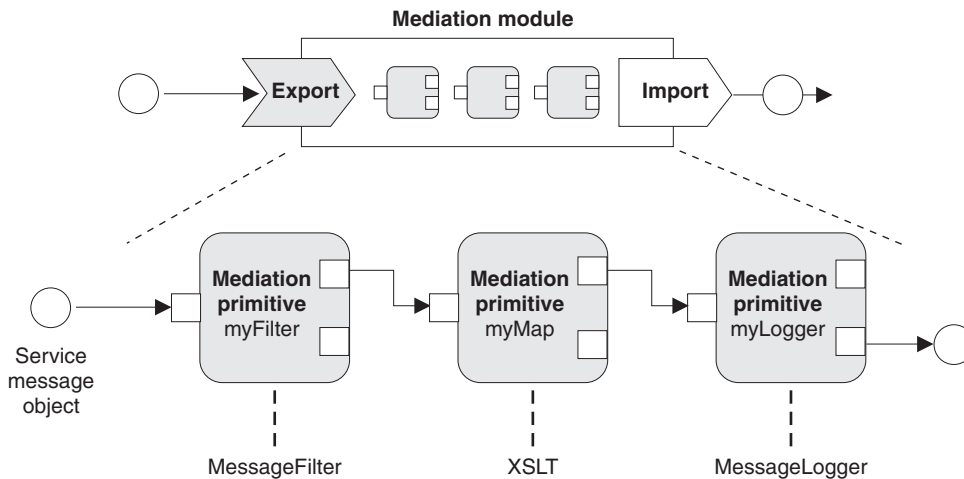 Mediation module
Export
Import
Mediation
primitive
myFilter
Mediation
primitive
myMap
Mediation
primitive
myLogger
Service
message
object
MessageFilter
XSLT
MessageLogger